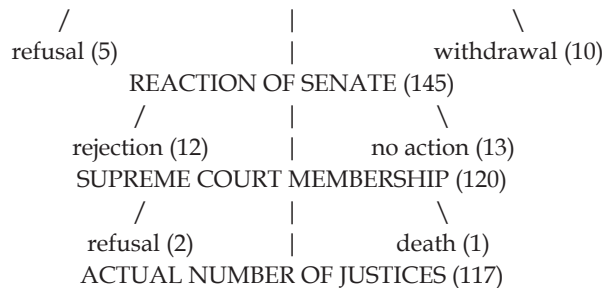 / | \
refusal (5) | withdrawal (10)
REACTION OF SENATE (145)
/ | \
rejection (12) | no action (13)
SUPREME COURT MEMBERSHIP (120)
/ | \
refusal (2) | death (1)
ACTUAL NUMBER OF JUSTICES (117)